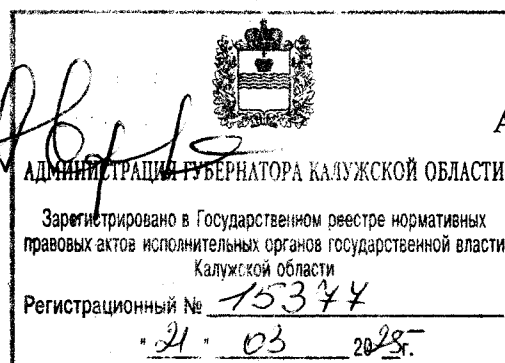 АДМИНИСТРАЦИЯ ГУБЕРНАТОРА КАЛУЖСКОЙ ОБЛАСТИ
Зарегистрировано в Государственном реестре нормативных
правовых актов исполнительных органов государственной власти
Калужской области
Регистрационный № 15377
"21" 03 2025г.